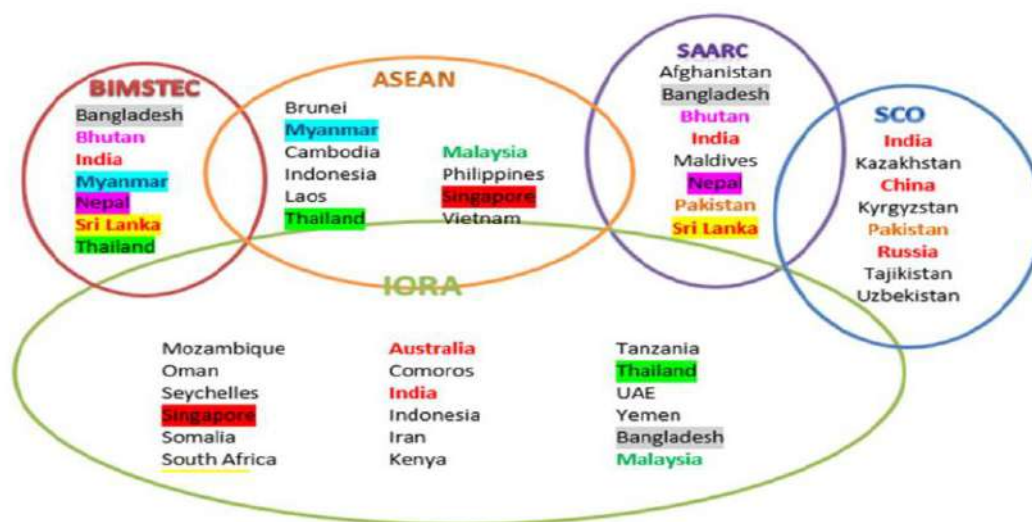 BIMSTEC
Bangladesh
Bhutan
India
Myanmar
Nepal
Sri Lanka
Thailand
ASEAN
Brunei
Myanmar
Cambodia
Indonesia
Laos
Thailand
Malaysia
Philippines
Singapore
Vietnam
SAARC
Afghanistan
Bangladesh
Bhutan
India
Maldives
Nepal
Pakistan
Sri Lanka
SCO
India
Kazakhstan
China
Kyrgyzstan
Pakistan
Russia
Tajikistan
Uzbekistan
IORA
Mozambique
Oman
Seychelles
Singapore
Somalia
South Africa
Australia
Comoros
India
Indonesia
Iran
Kenya
Tanzania
Thailand
UAE
Yemen
Bangladesh
Malaysia